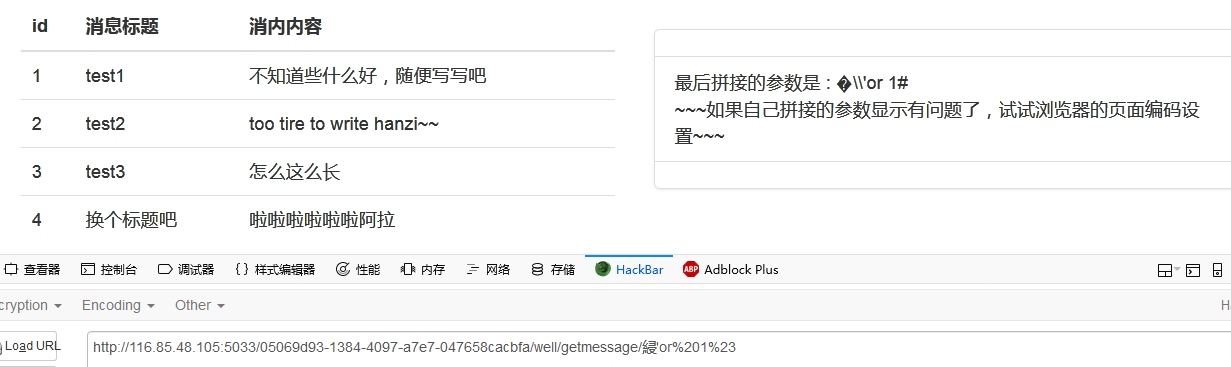 id 消息标题 消内内容
1 test1 不知道些什么好，随便写写吧
2 test2 too tire to write hanzi~~
3 test3 怎么这么长
4 换个标题吧 啦啦啦啦啦啦阿拉
最后拼接的参数是 : �\\'or 1#
~~~如果自己拼接的参数显示有问题了，试试浏览器的页面编码设
置~~~
查看器 控制台 调试器 {} 样式编辑器 性能 内存 网络 存储 HackBar ABP Adblock Plus
cryption Encoding Other H
Load URL
http://116.85.48.105:5033/05069d93-1384-4097-a7e7-047658cacbfa/well/getmessage/縗'or%201%23